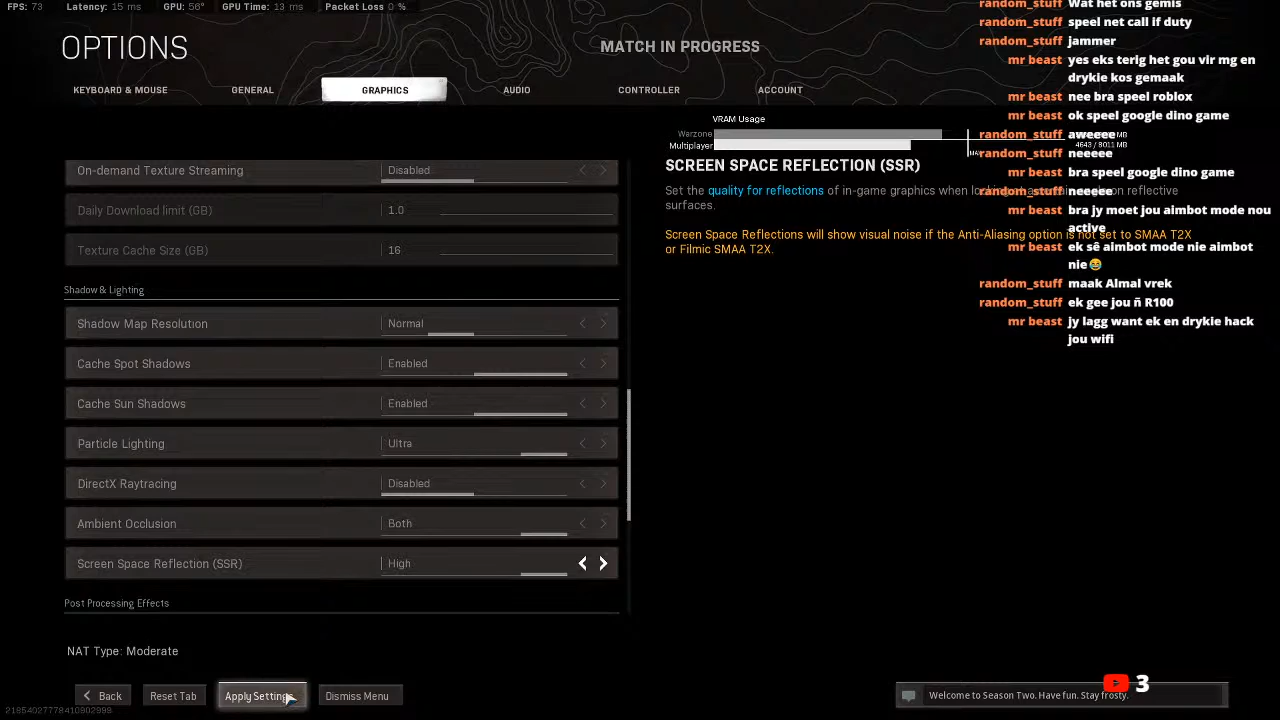 FPS: 73 Latency: 15 ms GPU: 56° GPU Time: 13 ms Packet Loss 0 %
OPTIONS
MATCH IN PROGRESS
KEYBOARD & MOUSE GENERAL GRAPHICS AUDIO CONTROLLER ACCOUNT
On-demand Texture Streaming Disabled
Daily Download limit (GB) 1.0
Texture Cache Size (GB) 16
Shadow & Lighting
Shadow Map Resolution Normal
Cache Spot Shadows Enabled
Cache Sun Shadows Enabled
Particle Lighting Ultra
DirectX Raytracing Disabled
Ambient Occlusion Both
Screen Space Reflection (SSR) High
Post Processing Effects
NAT Type: Moderate
Back Reset Tab Apply Settings Dismiss Menu
21854027778410902999
VRAM Usage
Warzone MB
Multiplayer 4643 / 8011 MB
SCREEN SPACE REFLECTION (SSR)
Set the quality for reflections of in-game graphics when on reflective
surfaces.
Screen Space Reflections will show visual noise if the Anti-Aliasing option is not set to SMAA T2X
or Filmic SMAA T2X.
random_stuff Wat het ons gemis
random_stuff speel net call if duty
random_stuff jammer
mr beast yes eks terig het gou vir mg en
drykie kos gemaak
mr beast nee bra speel roblox
mr beast ok speel google dino game
random_stuff aweeee
random_stuff neeeee
mr beast bra speel google dino game
random_stuff neeeee
mr beast bra jy moet jou aimbot mode nou
active
mr beast ek sê aimbot mode nie aimbot
nie😂
random_stuff maak Almal vrek
random_stuff ek gee jou ñ R100
mr beast jy lagg want ek en drykie hack
jou wifi
3
Welcome to Season Two. Have fun. Stay frosty.